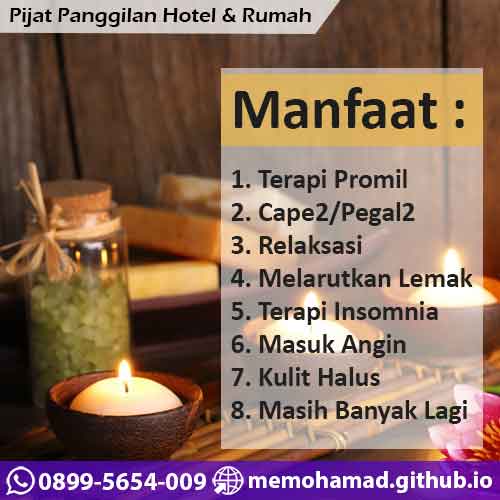 Pijat Panggilan Hotel & Rumah
Manfaat :
1. Terapi Promil
2. Cape2/Pegal2
3. Relaksasi
4. Melarutkan Lemak
5. Terapi Insomnia
6. Masuk Angin
7. Kulit Halus
8. Masih Banyak Lagi
0899-5654-009 memohamad.github.io